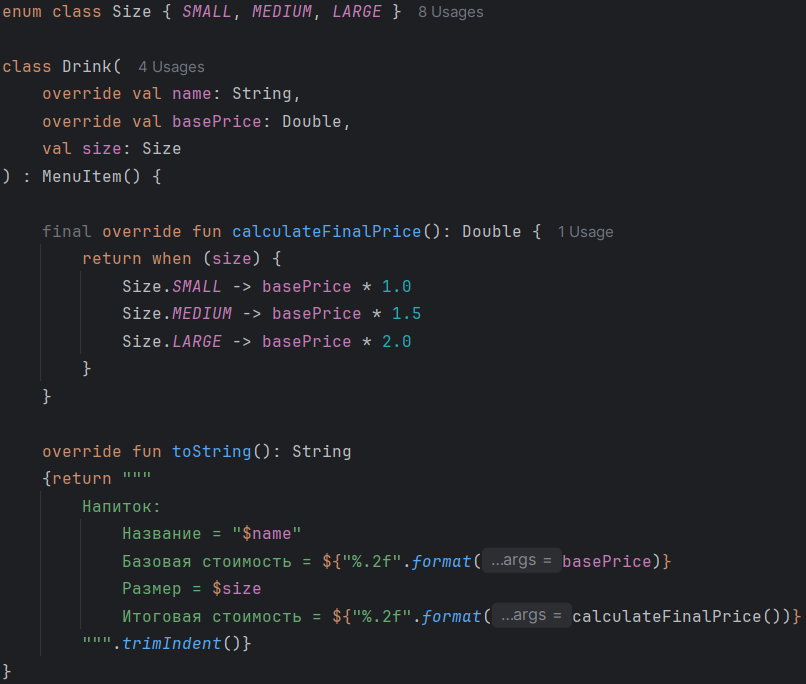 enum class Size { SMALL, MEDIUM, LARGE } 8 Usages
class Drink( 4 Usages
override val name: String,
override val basePrice: Double,
val size: Size
) : MenuItem() {
final override fun calculateFinalPrice(): Double { 1 Usage
return when (size) {
Size.SMALL -> basePrice * 1.0
Size.MEDIUM -> basePrice * 1.5
Size.LARGE -> basePrice * 2.0
}
}
override fun toString(): String
{return """
Напиток:
Название = "$name"
Базовая стоимость = ${"%.2f".format( ...args = basePrice)}
Размер = $size
Итоговая стоимость = ${"%.2f".format( ...args = calculateFinalPrice())}
""".trimIndent()}
}